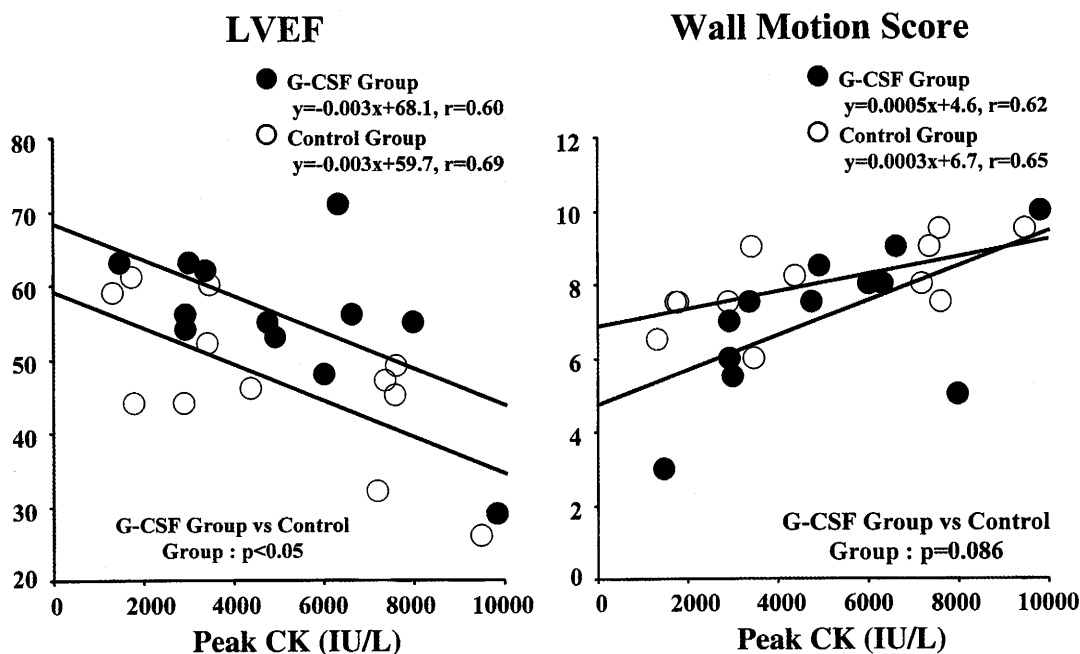 LVEF
G-CSF Group
y=-0.003x+68.1, r=0.60
Control Group
y=-0.003x+59.7, r=0.69
80
70
60
50
40
30
20
G-CSF Group vs Control
Group : p<0.05
0 2000 4000 6000 8000 10000
Peak CK (IU/L)
Wall Motion Score
G-CSF Group
y=0.0005x+4.6, r=0.62
Control Group
y=0.0003x+6.7, r=0.65
12
10
8
6
4
2
0
G-CSF Group vs Control
Group : p=0.086
0 2000 4000 6000 8000 10000
Peak CK (IU/L)